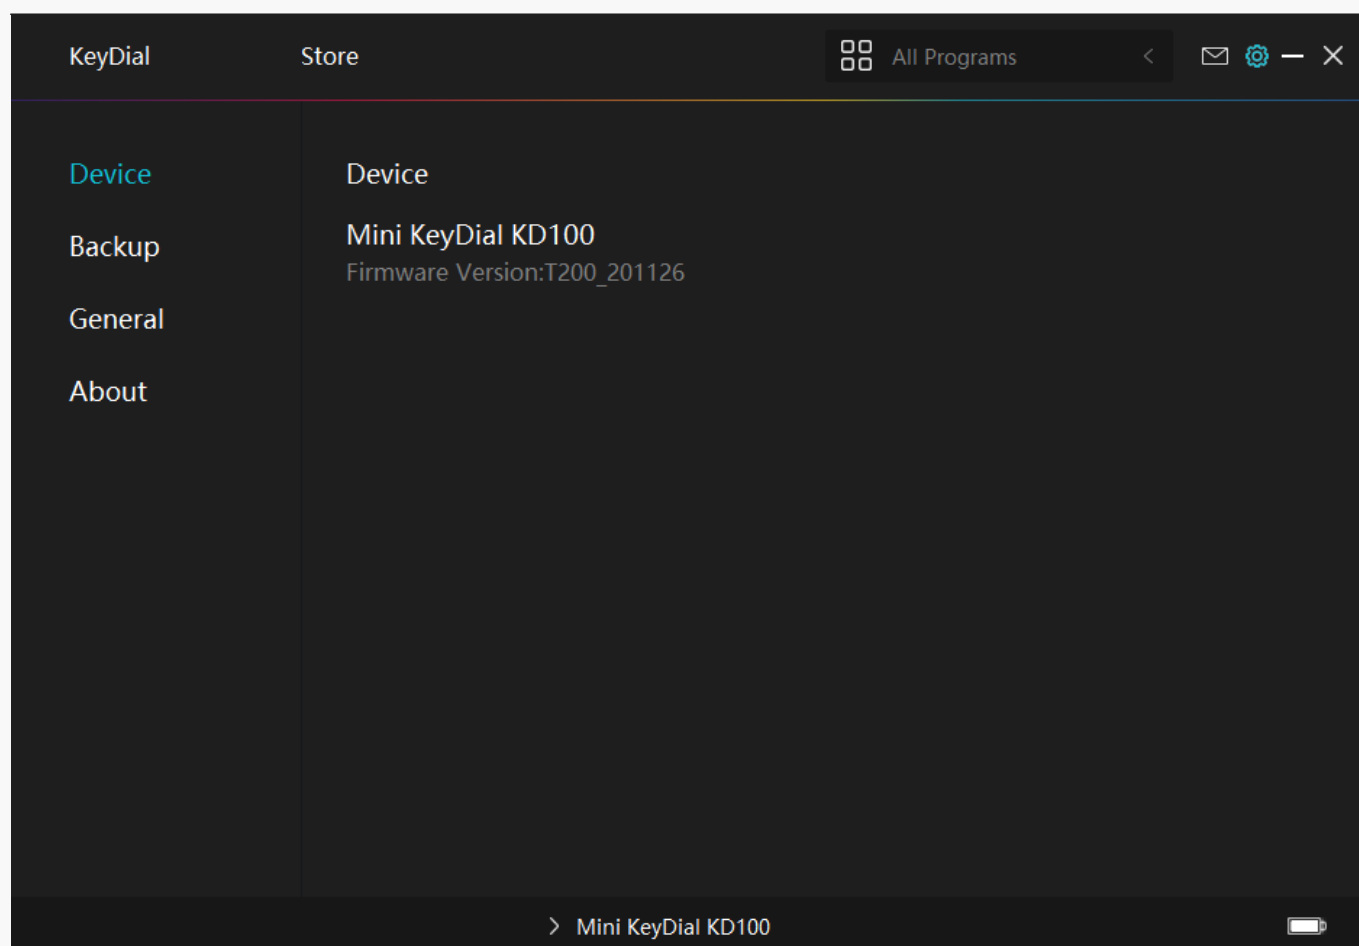 KeyDial
Store
All Programs
Device
Backup
General
About
Device
Mini KeyDial KD100
Firmware Version:T200_201126
Mini KeyDial KD100